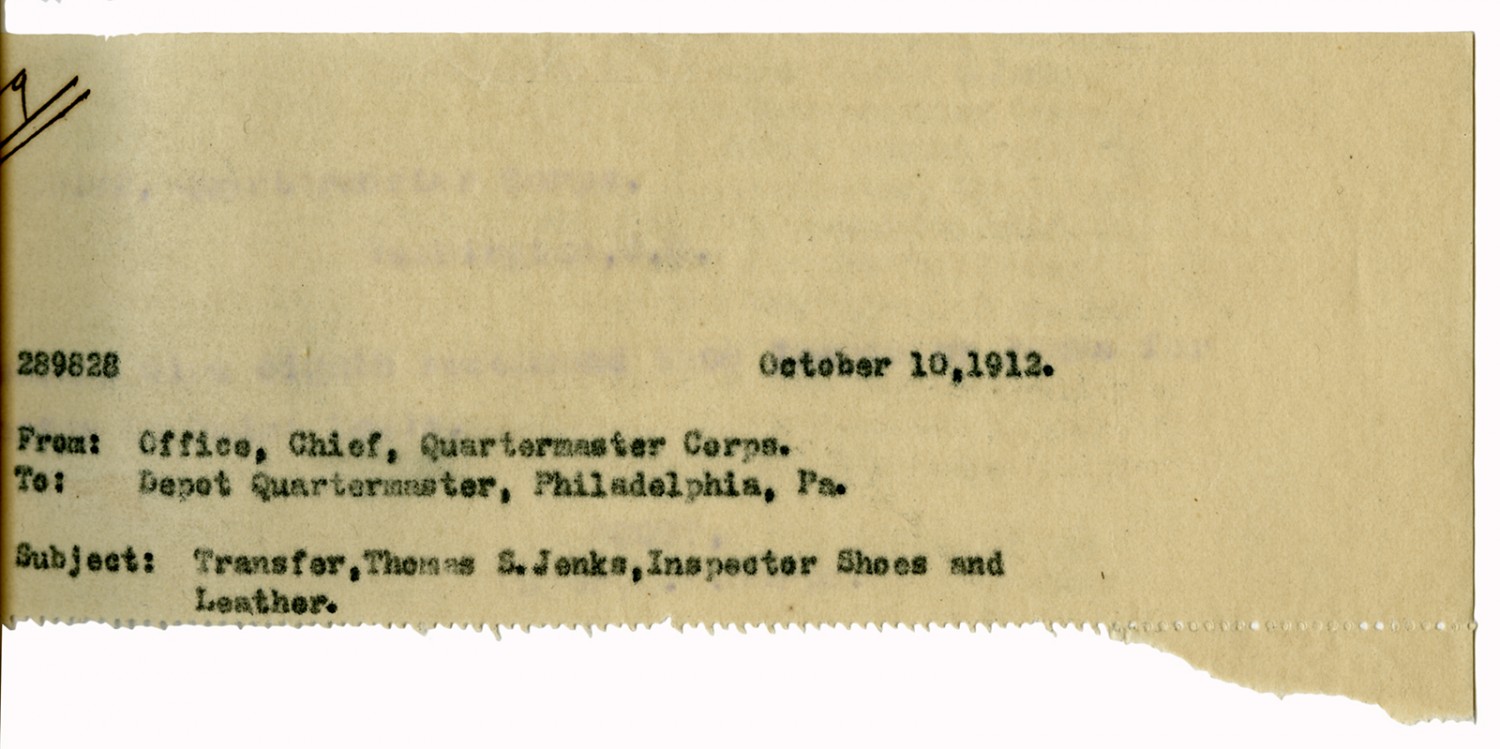 289828 October 10,1912.
From: Office, Chief, Quartermaster Corps.
To: Depot Quartermaster, Philadelphia, Pa.
Subject: Transfer,Thomas S.Jenks,Inspector Shoes and
Leather.